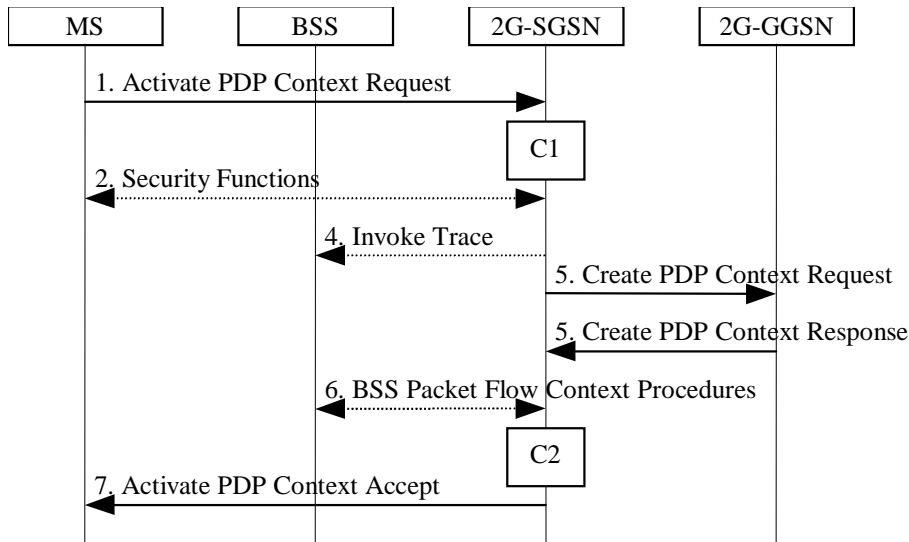 MS BSS 2G-SGSN 2G-GGSN
1. Activate PDP Context Request
C1
2. Security Functions
4. Invoke Trace
5. Create PDP Context Request
5. Create PDP Context Response
6. BSS Packet Flow Context Procedures
C2
7. Activate PDP Context Accept